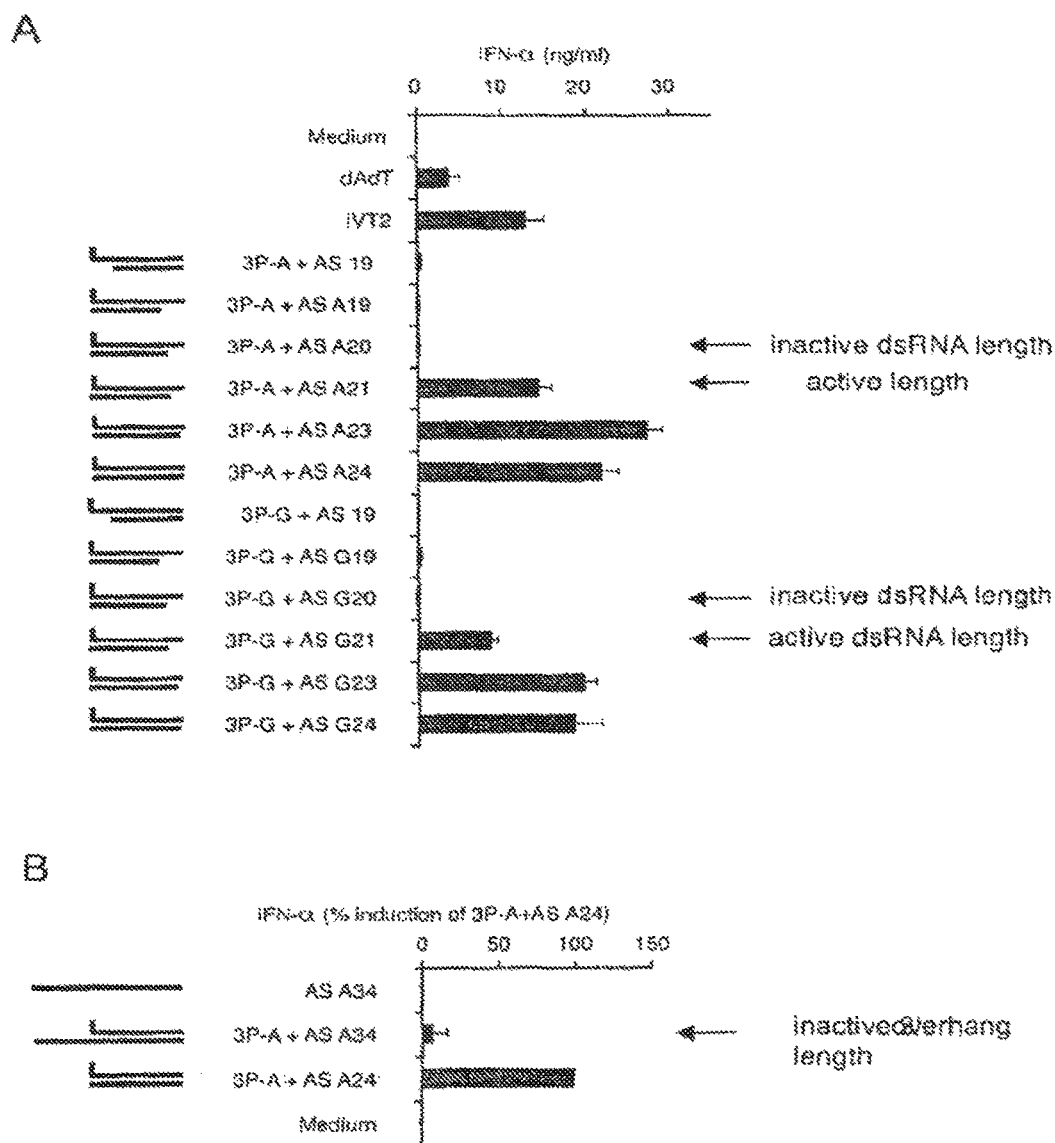 A
IFN-α (ng/ml)
0 10 20 30
Medium
dAdT
IVT2
3P-A + AS 19
3P-A + AS A19
3P-A + AS A20
inactive dsRNA length
3P-A + AS A21
active length
3P-A + AS A23
3P-A + AS A24
3P-G + AS 19
3P-G + AS G19
3P-G + AS G20
inactive dsRNA length
3P-G + AS G21
active dsRNA length
3P-G + AS G23
3P-G + AS G24
B
IFN-α (% induction of 3P-A+AS A24)
0 50 100 150
AS A34
3P-A + AS A34
inactive
length
3P-A + AS A24
Medium